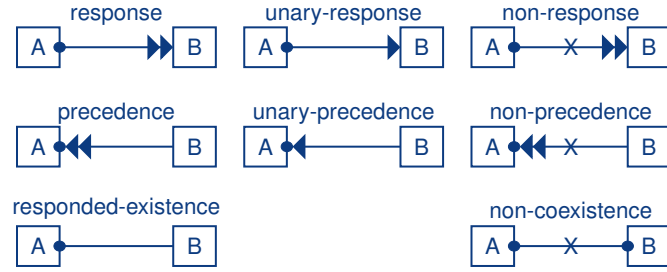 response unary-response non-response
A B A B A X B
precedence unary-precedence non-precedence
A B A B A X B
responded-existence non-coexistence
A B A X B